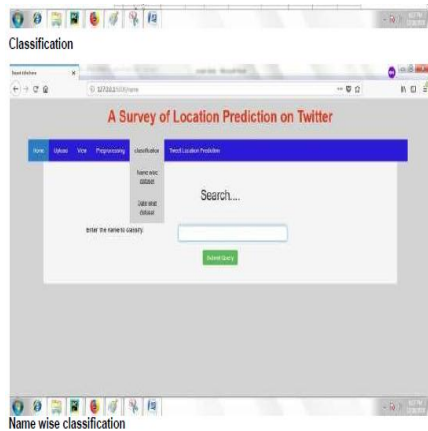 Classification
A Survey of Location Prediction on Twitter
Home Upload View Preprocessing classification Tweet Location Prediction
Name wise
dataset
Date wise
dataset
Search....
Enter the name to classify.
Submit Query
Name wise classification